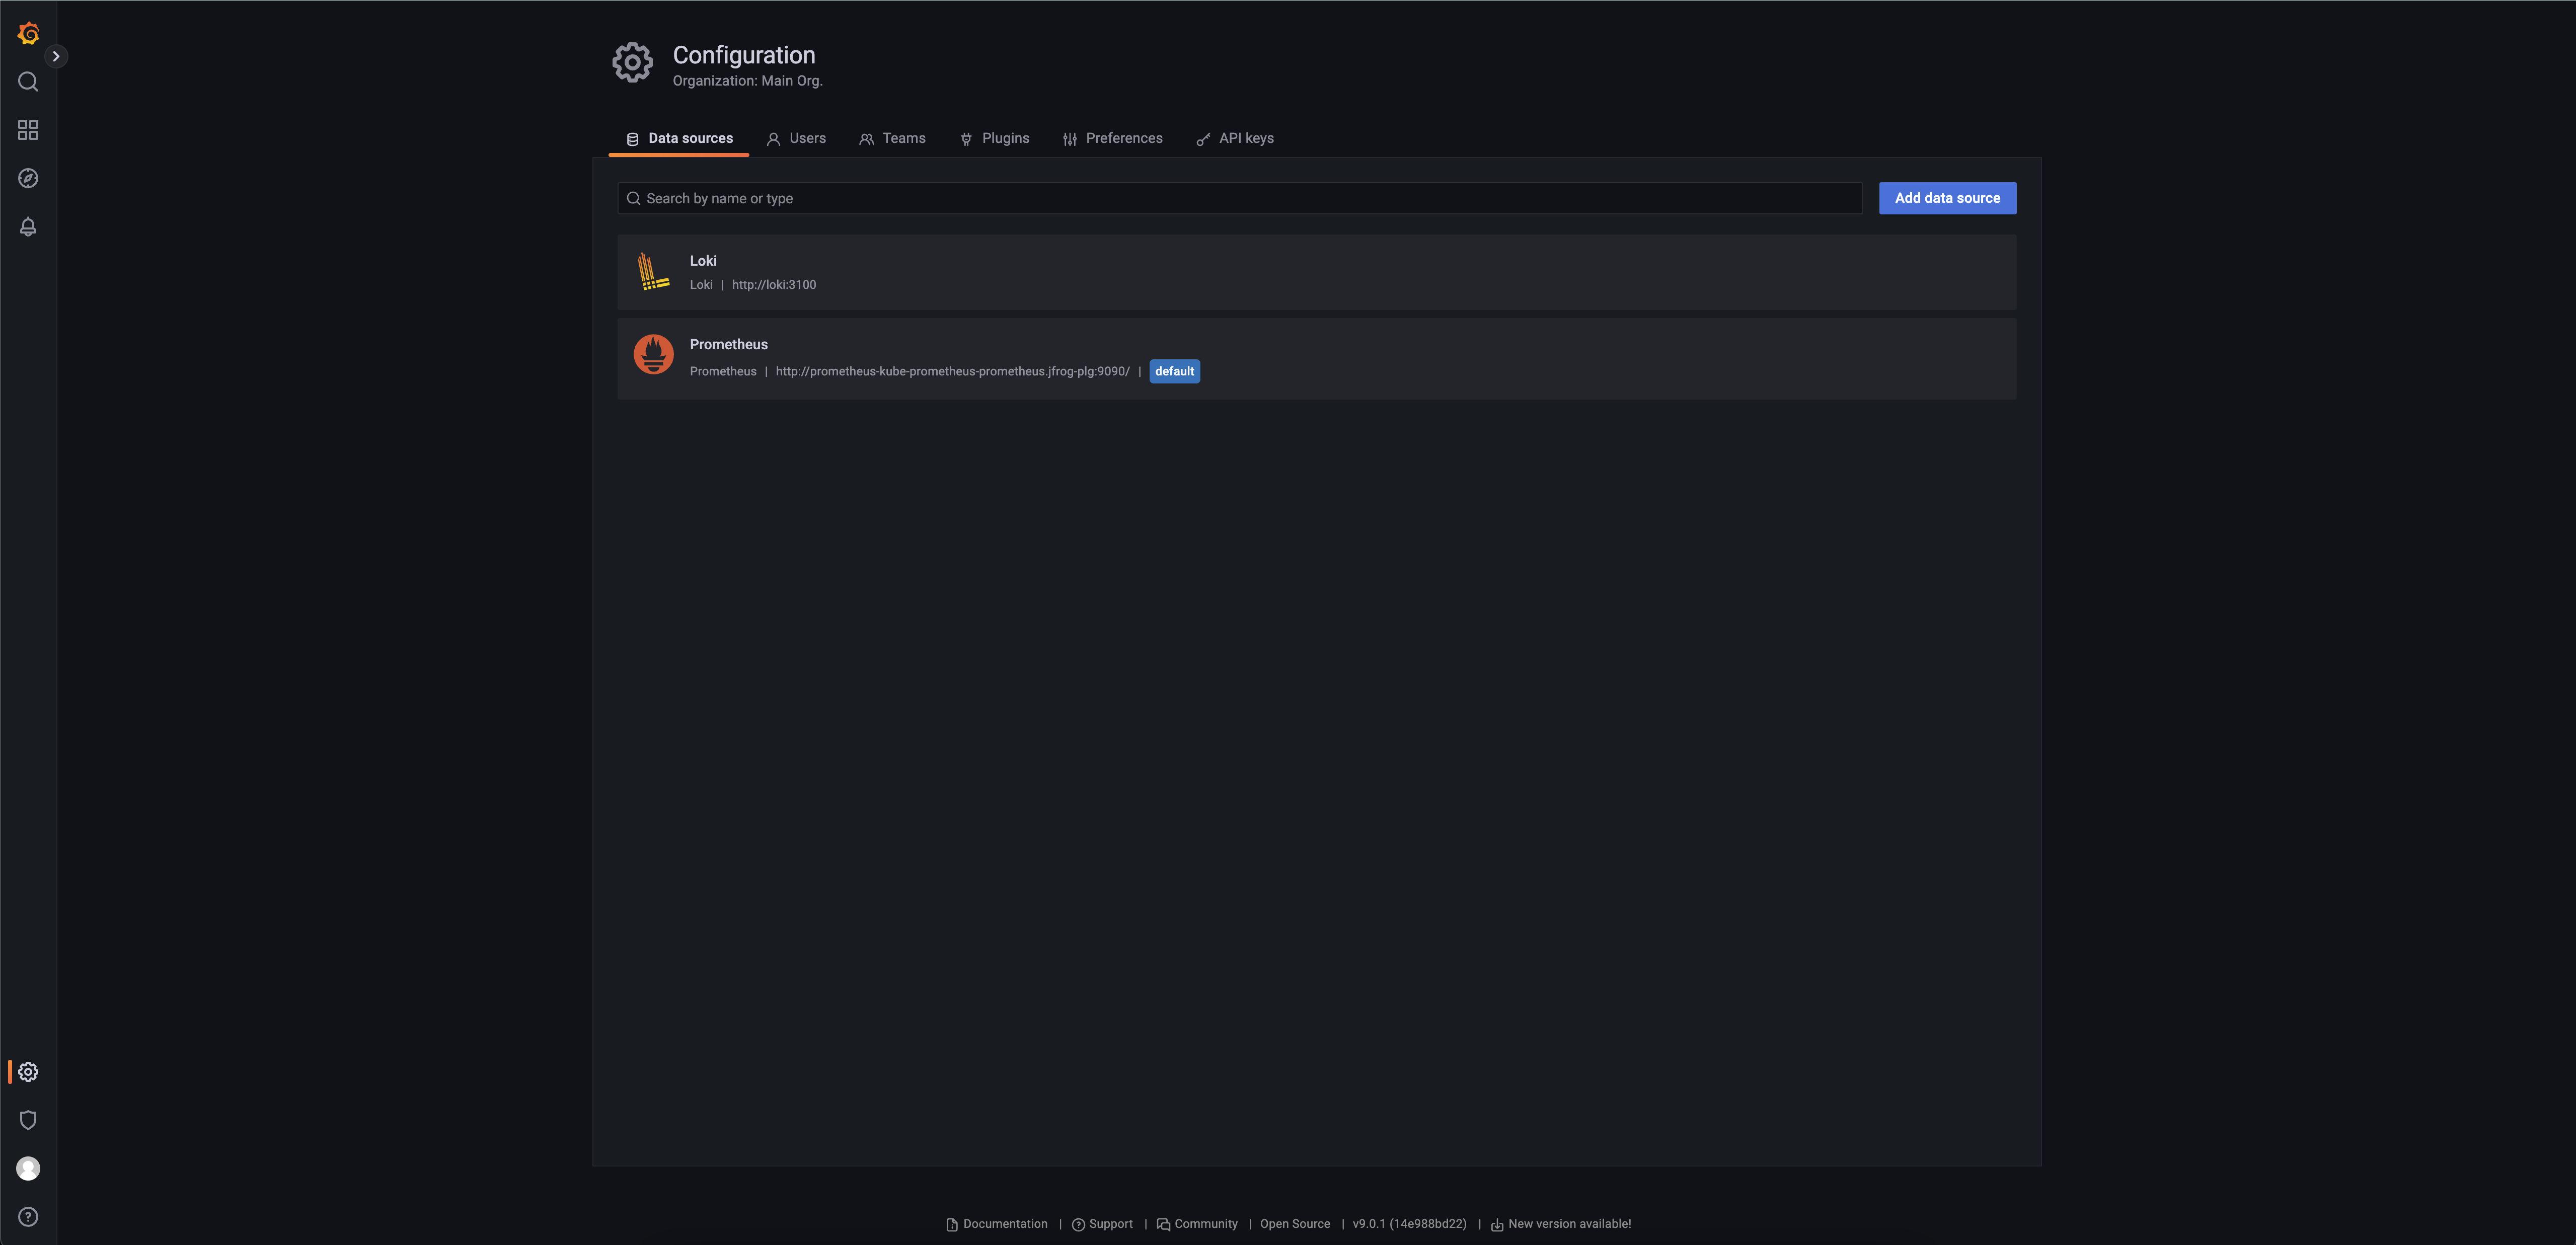 Configuration
Organization: Main Org.
Data sources Users Teams Plugins Preferences API keys
Search by name or type Add data source
Loki
Loki | http://loki:3100
Prometheus
Prometheus | http://prometheus-kube-prometheus-prometheus.jfrog-plg:9090/ | default
Documentation | Support | Community | Open Source | v9.0.1 (14e988bd22) | New version available!